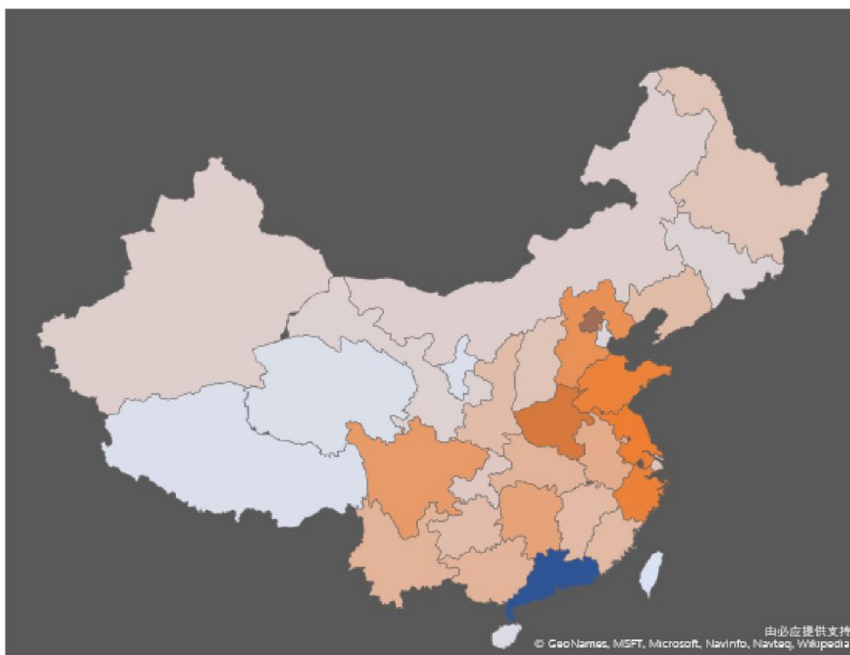 由必应提供支持
© GeoNames, MSFT, Microsoft, NavInfo, Navteq, Wikipedia